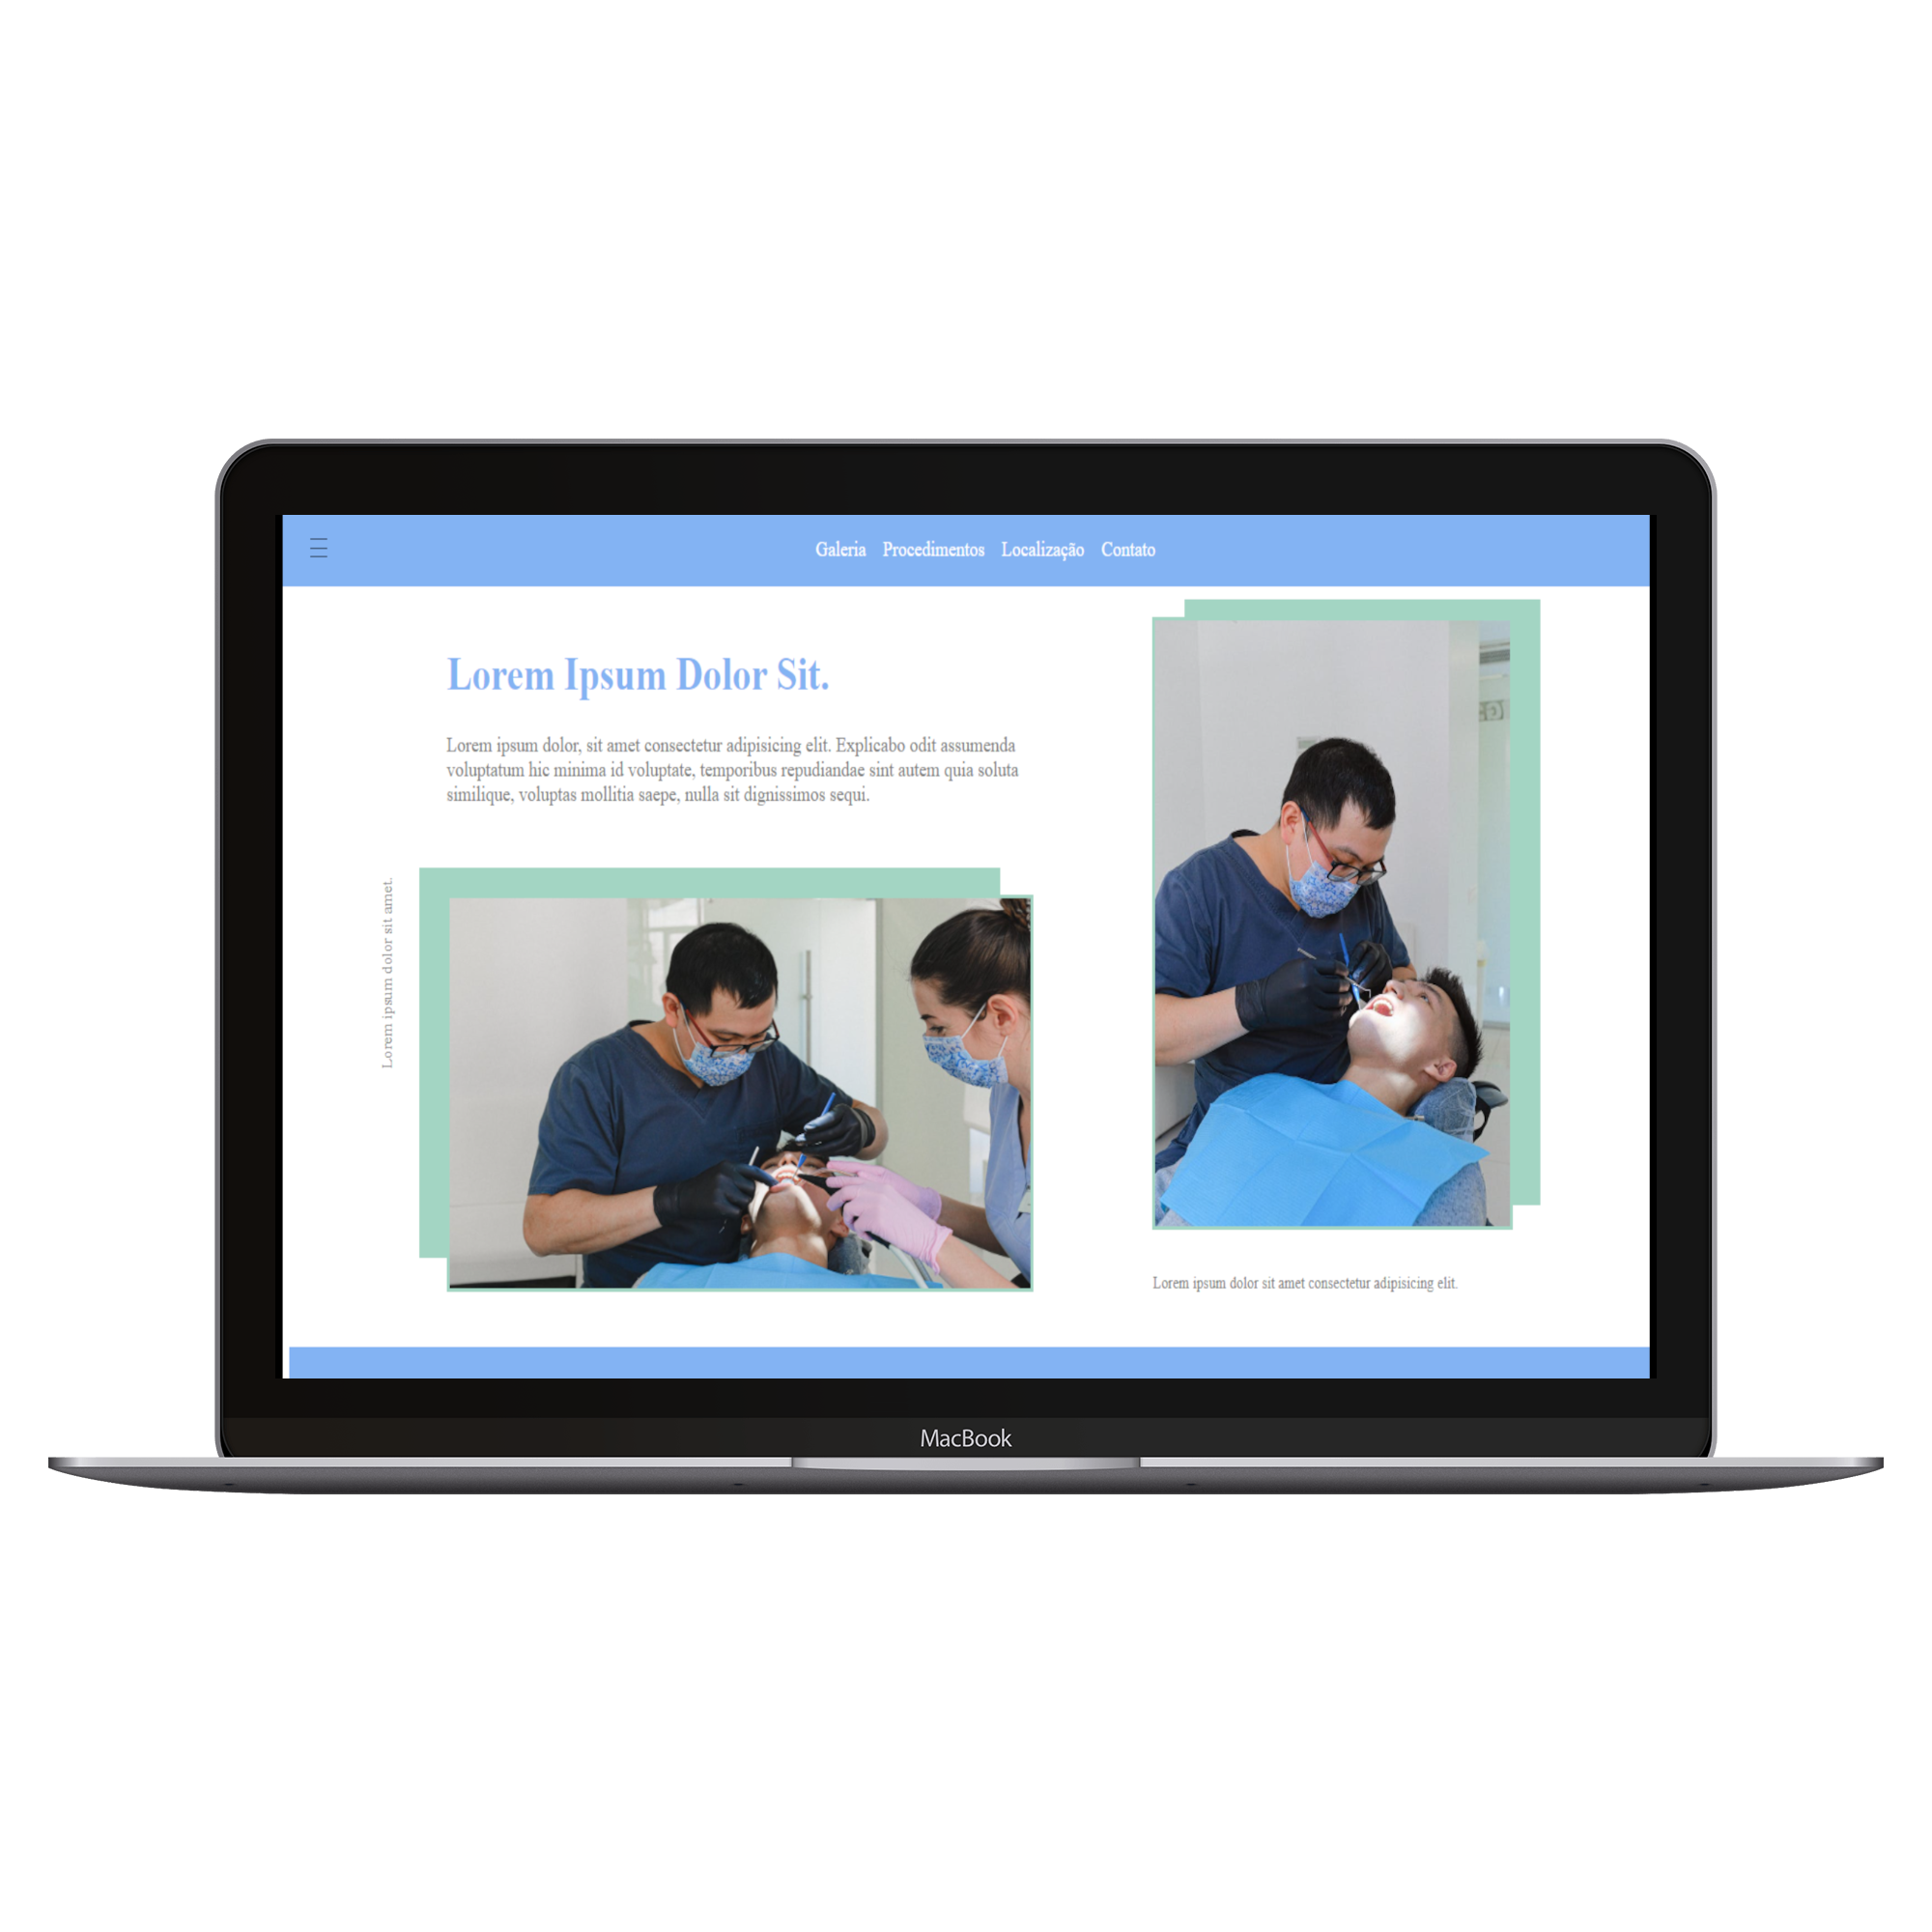 Galeria Procedimentos Localização Contato
Lorem Ipsum Dolor Sit.
Lorem ipsum dolor, sit amet consectetur adipisicing elit. Explicabo odit assumenda
voluptatum hic minima id voluptate, temporibus repudiandae sint autem quia soluta
similique, voluptas mollitia saepe, nulla sit dignissimos sequi.
Lorem ipsum dolor sit amet.
Lorem ipsum dolor sit amet consectetur adipisicing elit.
MacBook